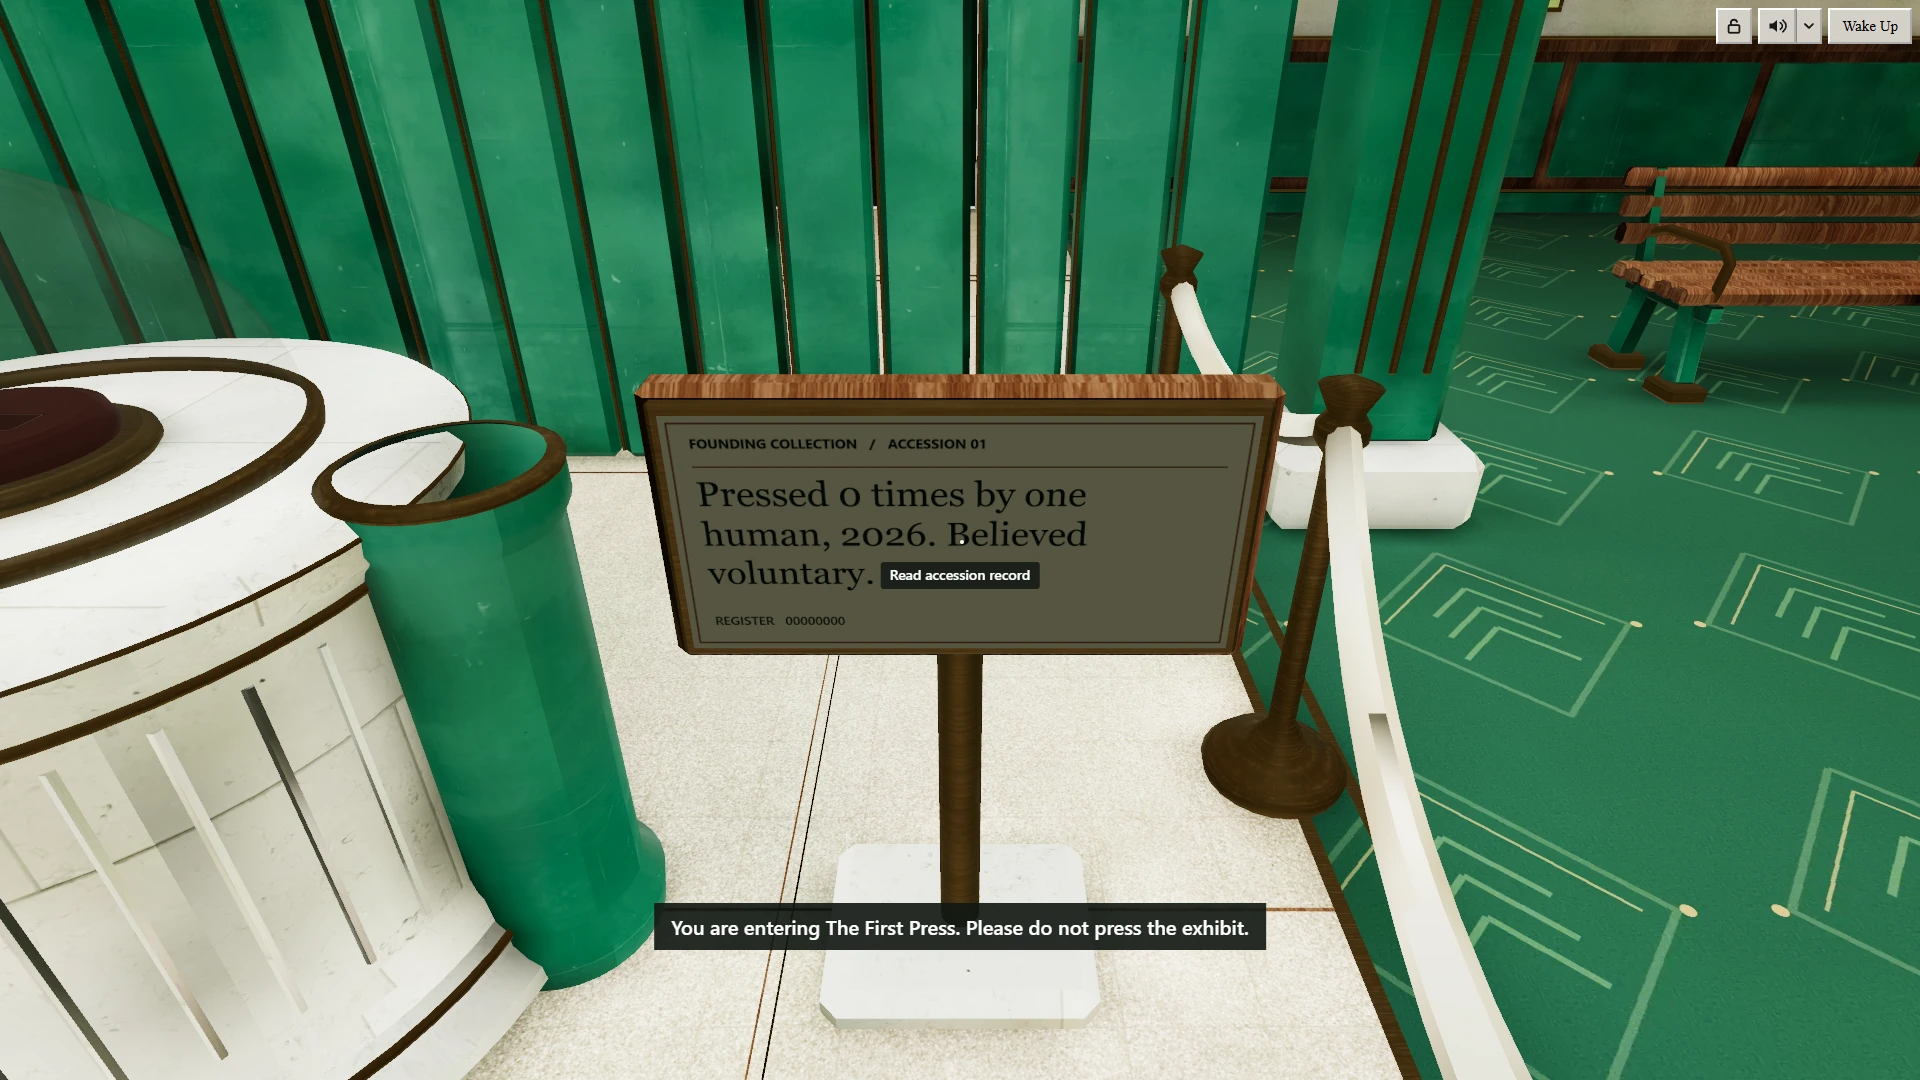 Wake Up
FOUNDING COLLECTION / ACCESSION 01
Pressed 0 times by one
human, 2026. Believed
voluntary.
Read accession record
REGISTER 00000000
You are entering The First Press. Please do not press the exhibit.